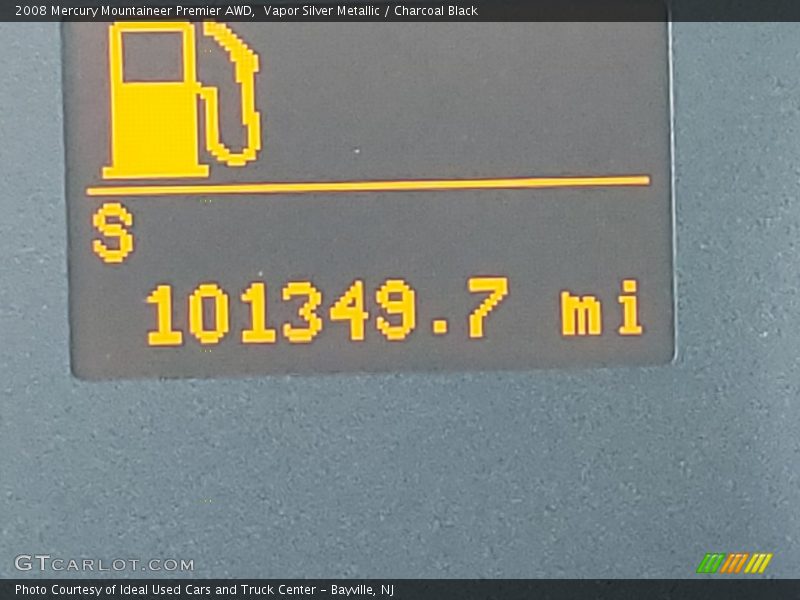 2008 Mercury Mountaineer Premier AWD,  Vapor Silver Metallic / Charcoal Black
S
101349.7 mi
GTCARLOT.COM
Photo Courtesy of Ideal Used Cars and Truck Center – Bayville, NJ